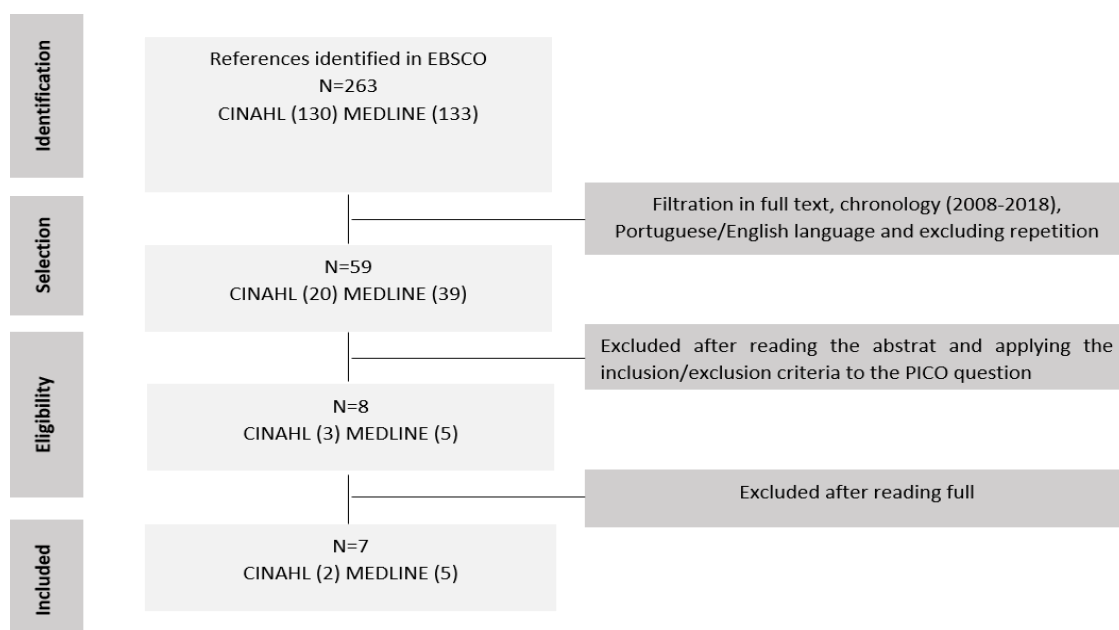 Identification
References identified in EBSCO
N=263
CINAHL (130) MEDLINE (133)
Filtration in full text, chronology (2008-2018),
Portuguese/English language and excluding repetition
Selection
N=59
CINAHL (20) MEDLINE (39)
Excluded after reading the abstrat and applying the
inclusion/exclusion criteria to the PICO question
Eligibility
N=8
CINAHL (3) MEDLINE (5)
Excluded after reading full
Included
N=7
CINAHL (2) MEDLINE (5)